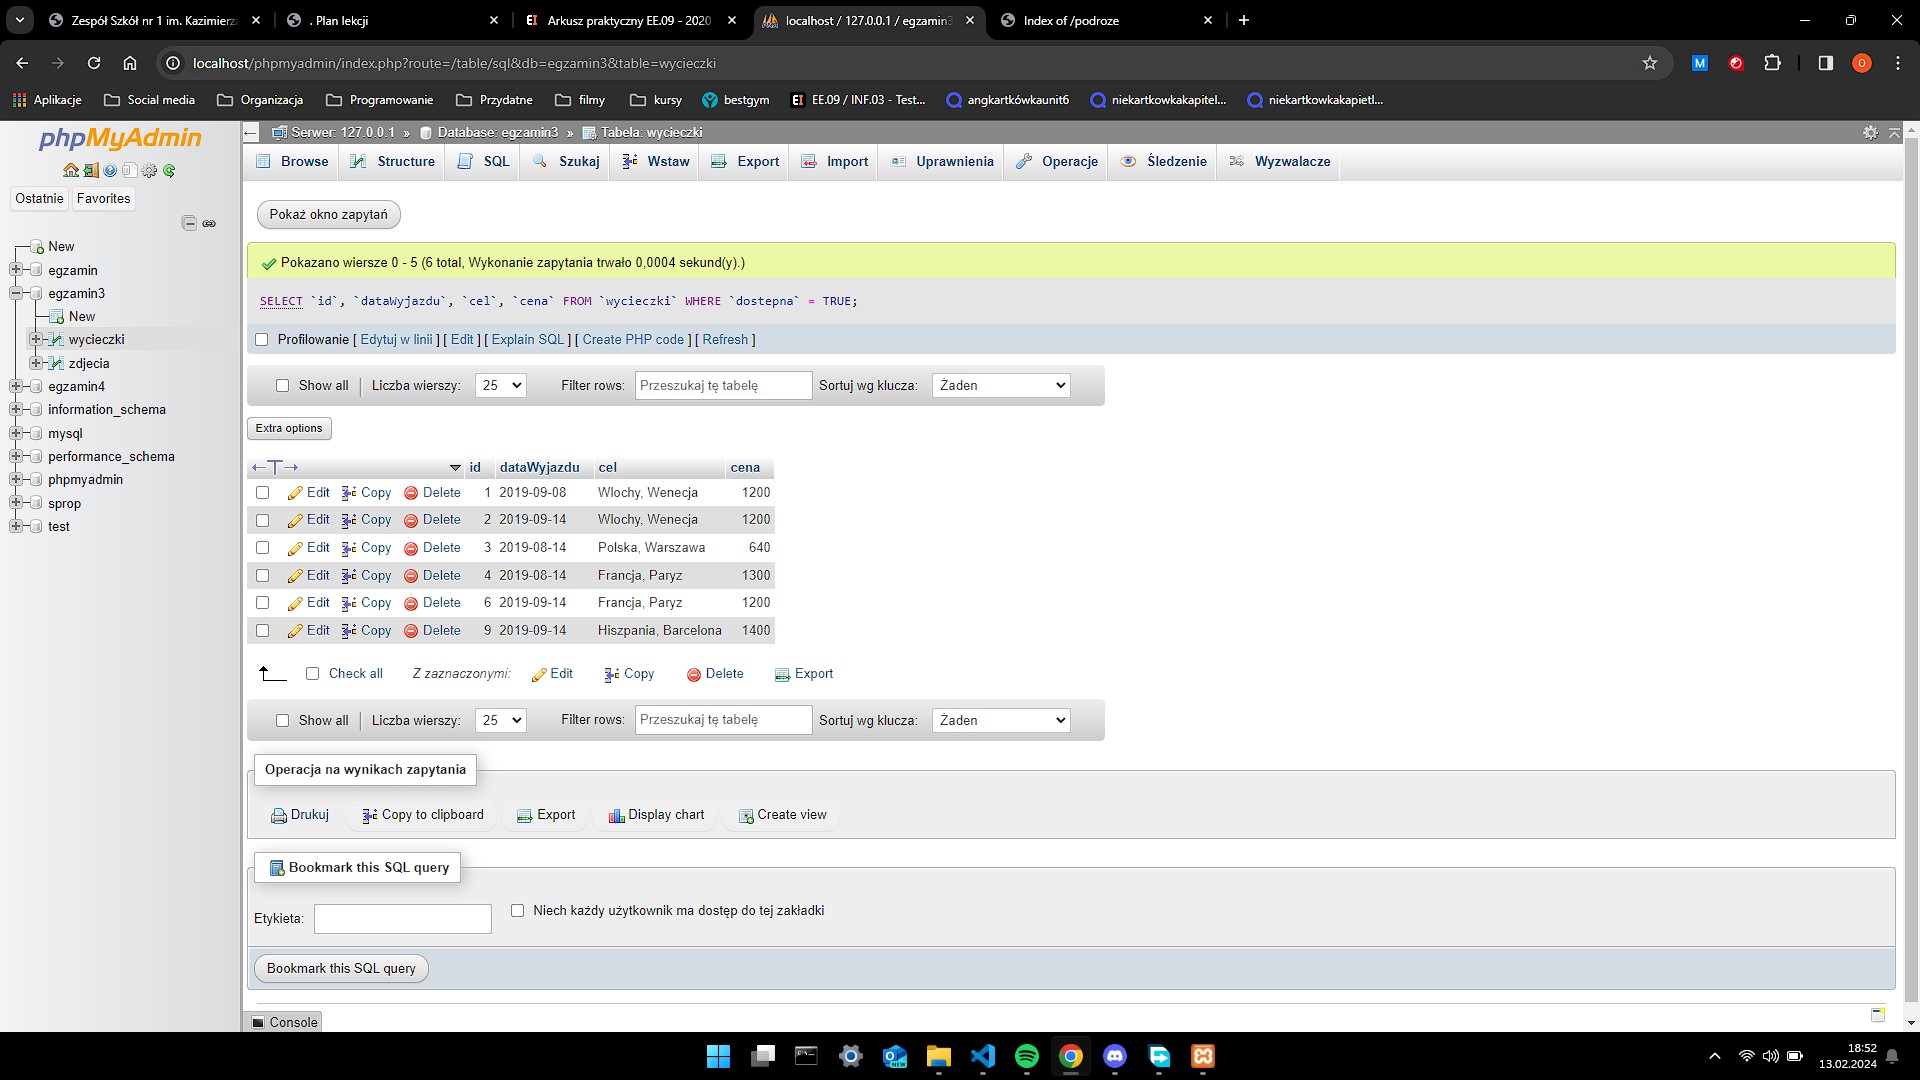 Zespół Szkół nr 1 im. Kazimierz
. Plan lekcji
EI Arkusz praktyczny EE.09 - 2020
localhost / 127.0.0.1 / egzamin3
Index of /podroze
localhost/phpmyadmin/index.php?route=/table/sql&db=egzamin3&table=wycieczki
M
O
Aplikacje
Social media
Organizacja
Programowanie
Przydatne
filmy
kursy
bestgym
EI EE.09 / INF.03 - Test...
angkartkówkaunit6
niekartkowkakapitel...
niekartkowkakapietl...
phpMyAdmin
Ostatnie
Favorites
New
egzamin
egzamin3
New
wycieczki
zdjecia
egzamin4
information_schema
mysql
performance_schema
phpmyadmin
sprop
test
Serwer: 127.0.0.1 » Database: egzamin3 » Tabela: wycieczki
Browse Structure SQL Szukaj Wstaw Export Import Uprawnienia Operacje Śledzenie Wyzwalacze
Pokaż okno zapytań
Pokazano wiersze 0 - 5 (6 total, Wykonanie zapytania trwało 0,0004 sekund(y).)
SELECT `id`, `dataWyjazdu`, `cel`, `cena` FROM `wycieczki` WHERE `dostepna` = TRUE;
Profilowanie [ Edytuj w linii ] [ Edit ] [ Explain SQL ] [ Create PHP code ] [ Refresh ]
Show all Liczba wierszy: 25 Filter rows: Przeszukaj tę tabelę Sortuj wg klucza: Żaden
Extra options
←T→ id dataWyjazdu cel cena
Edit Copy Delete 1 2019-09-08 Wlochy, Wenecja 1200
Edit Copy Delete 2 2019-09-14 Wlochy, Wenecja 1200
Edit Copy Delete 3 2019-08-14 Polska, Warszawa 640
Edit Copy Delete 4 2019-08-14 Francja, Paryz 1300
Edit Copy Delete 6 2019-09-14 Francja, Paryz 1200
Edit Copy Delete 9 2019-09-14 Hiszpania, Barcelona 1400
Check all Z zaznaczonymi: Edit Copy Delete Export
Show all Liczba wierszy: 25 Filter rows: Przeszukaj tę tabelę Sortuj wg klucza: Żaden
Operacja na wynikach zapytania
Drukuj Copy to clipboard Export Display chart Create view
Bookmark this SQL query
Etykieta: Niech każdy użytkownik ma dostęp do tej zakładki
Bookmark this SQL query
Console
18:52
13.02.2024